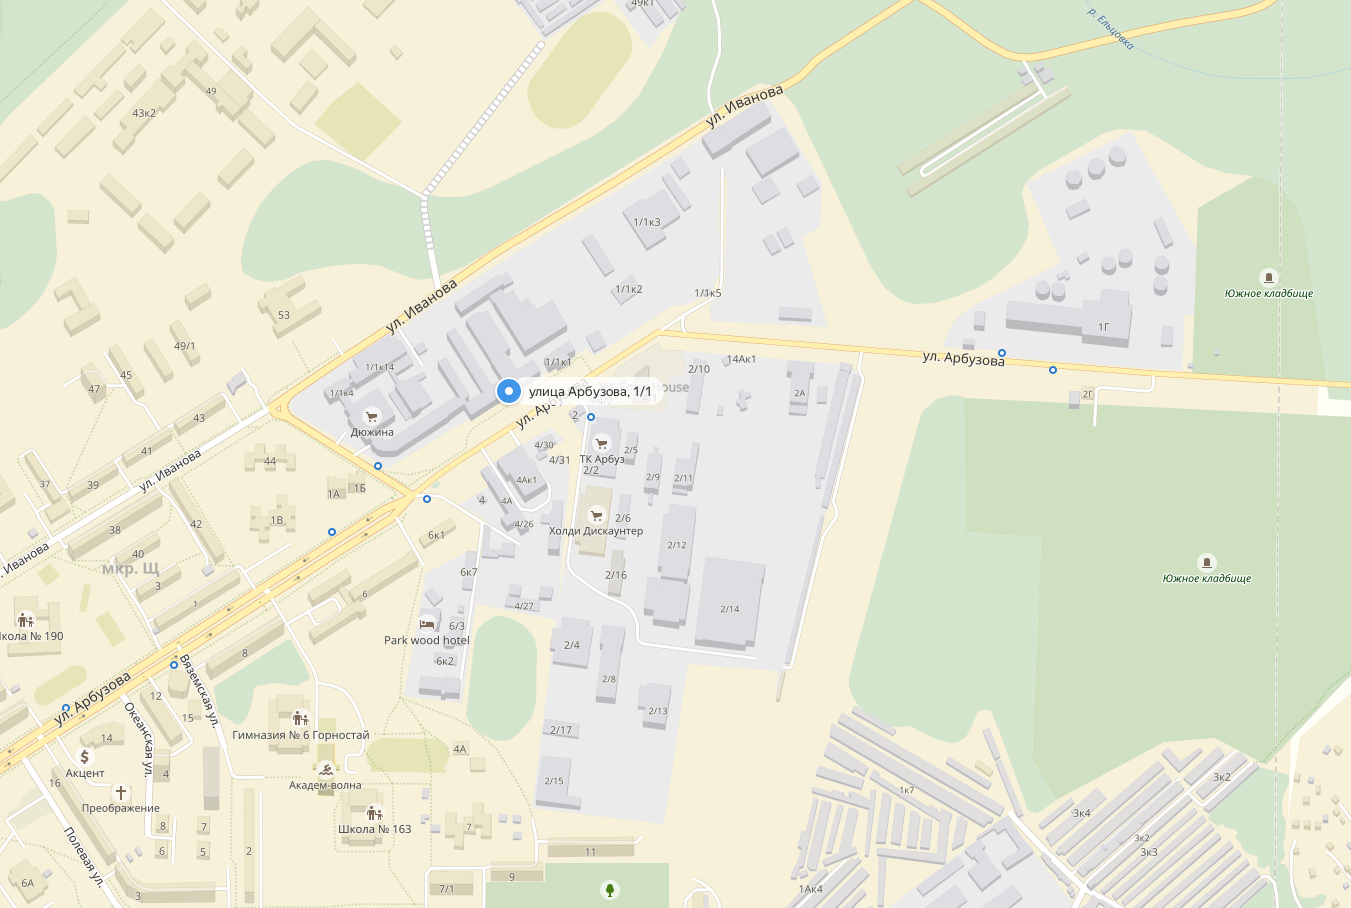 49к1
р. Ельцовка
49
43к2
ул. Иванова
1/1к3
Южное кладбище
1/1к2
1/1к5
ул. Иванова
53
1Г
49/1
14Ак1
ул. Арбузова
1/1к1
1/1к14
45
2/10
47
1/1к4
улица Арбузова, 1/1
ouse
2А
2Г
ул. Ар
2
Дюжина
4/30
2/5
41
ул. Иванова
44
4/31
ТК Арбуз
2/2
37
39
4Ак1
2/9
2/11
1А
1Б
4
4А
38
42
1В
4/26
2/6
Холди Дискаунтер
6к1
2/12
. Иванова
40
мкр. Щ
3
6к7
2/16
Южное кладбище
1
6
4/27
2/14
кола № 190
6/3
Park wood hotel
2/4
8
6к2
Вяземская ул.
2/8
ул. Арбузова
12
15
Океанская ул.
2/13
14
Гимназия № 6 Горностай
2/17
4А
Акцент
4
16
Академ-волна
2/15
3к2
1к7
Преображение
3к4
8
7
Школа № 163
7
3к2
Полевая ул.
6
5
2
11
3к3
6А
9
3
7/1
1Ак4